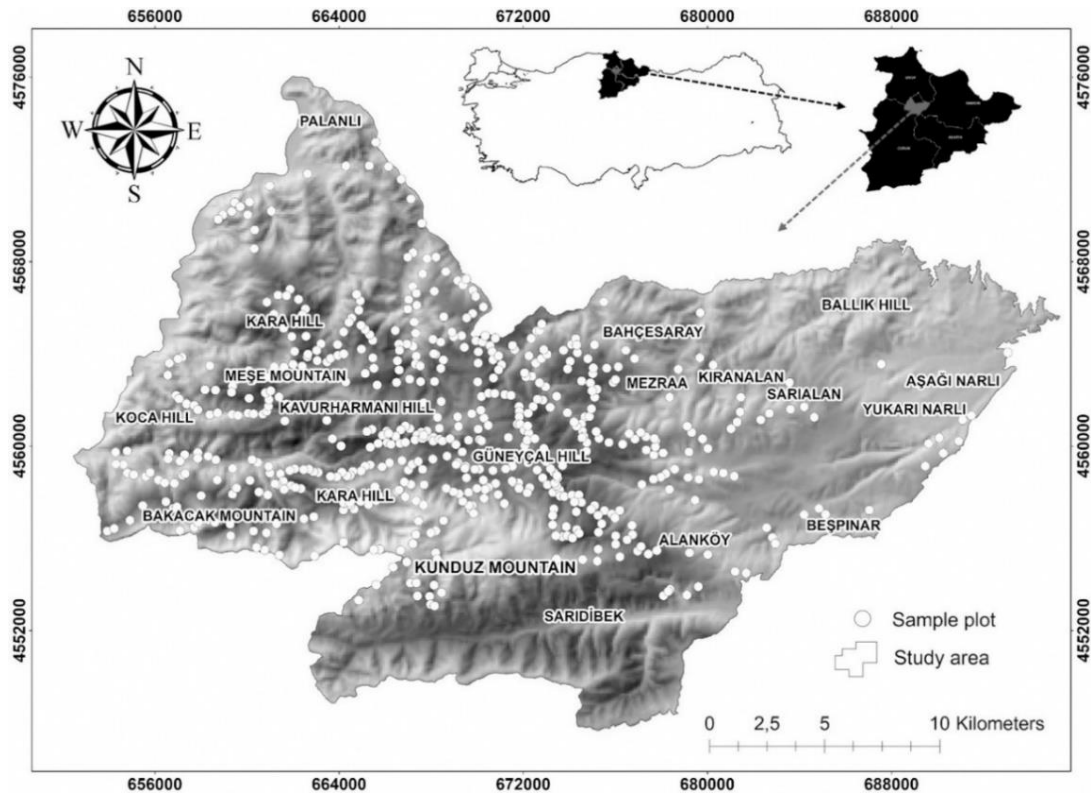 656000 664000 672000 680000 688000
4576000 4576000
N
W E
S
PALANLI
4568000 4568000
BALLIK HILL
KARA HILL
BAHÇESARAY
MEŞE MOUNTAIN MEZRAA KIRANALAN AŞAĞI NARLI
SARIALAN
KOCA HILL KAVURHARMANI HILL YUKARI NARLI
4560000 4560000
GÜNEYÇAL HILL
KARA HILL
BAKACAK MOUNTAIN BEŞPINAR
ALANKÖY
KUNDUZ MOUNTAIN
SARIDİBEK
4552000 4552000
Sample plot
Study area
0 2,5 5 10 Kilometers
656000 664000 672000 680000 688000